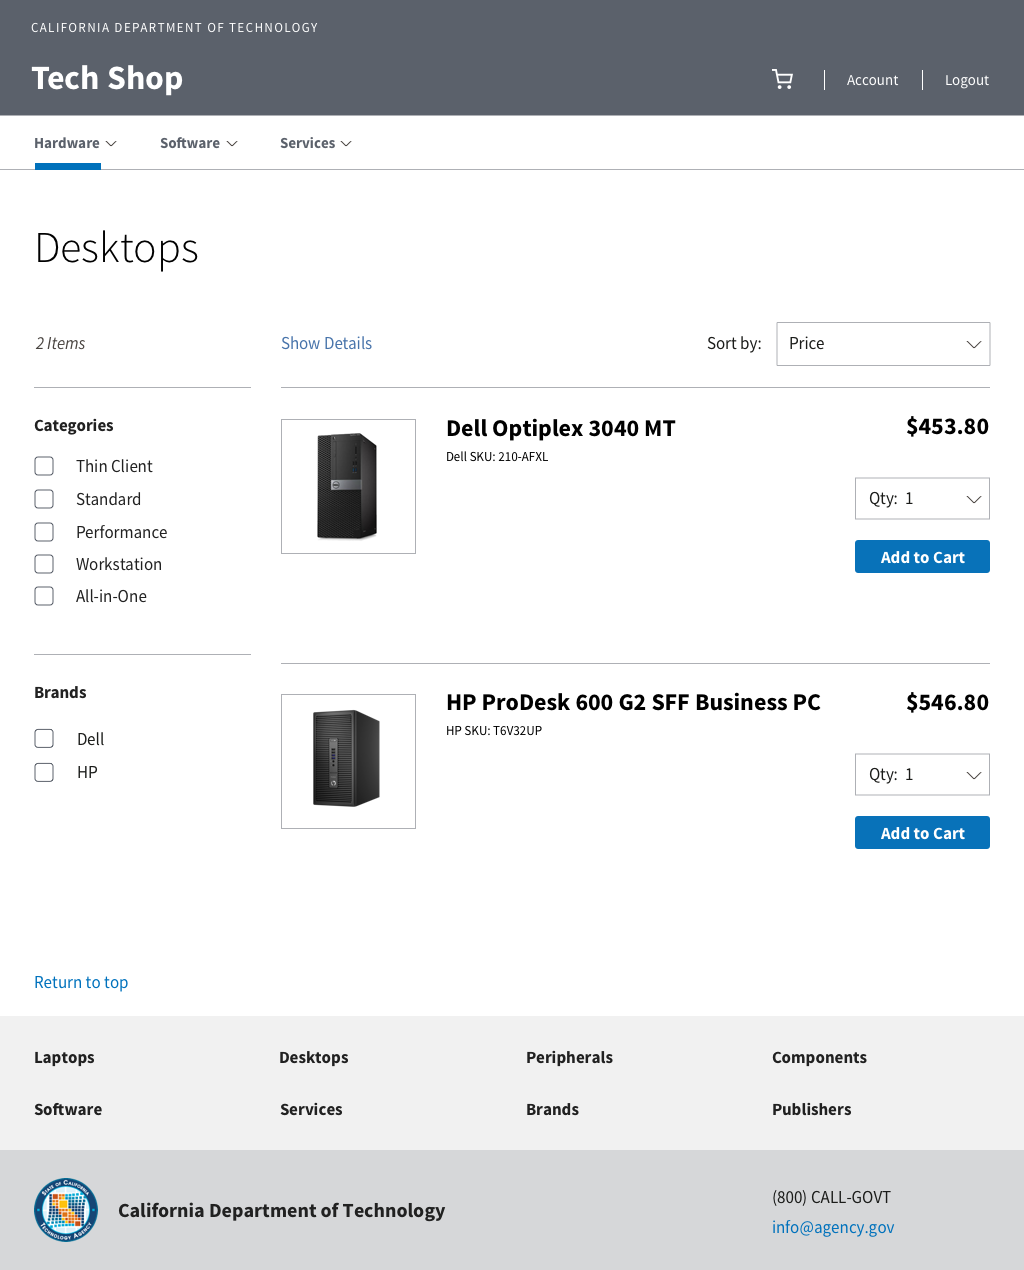 CALIFORNIA DEPARTMENT OF TECHNOLOGY
Tech Shop
Account
Logout
Hardware
Software
Services
Desktops
2 Items
Show Details
Sort by:
Price
Categories
Thin Client
Standard
Performance
Workstation
All-in-One
Brands
Dell
HP
Dell Optiplex 3040 MT
$453.80
Dell SKU: 210-AFXL
Qty: 1
Add to Cart
HP ProDesk 600 G2 SFF Business PC
$546.80
HP SKU: T6V32UP
Qty: 1
Add to Cart
Return to top
Laptops
Desktops
Peripherals
Components
Software
Services
Brands
Publishers
STATE OF CALIFORNIA
TECHNOLOGY AGENCY
California Department of Technology
(800) CALL-GOVT
info@agency.gov